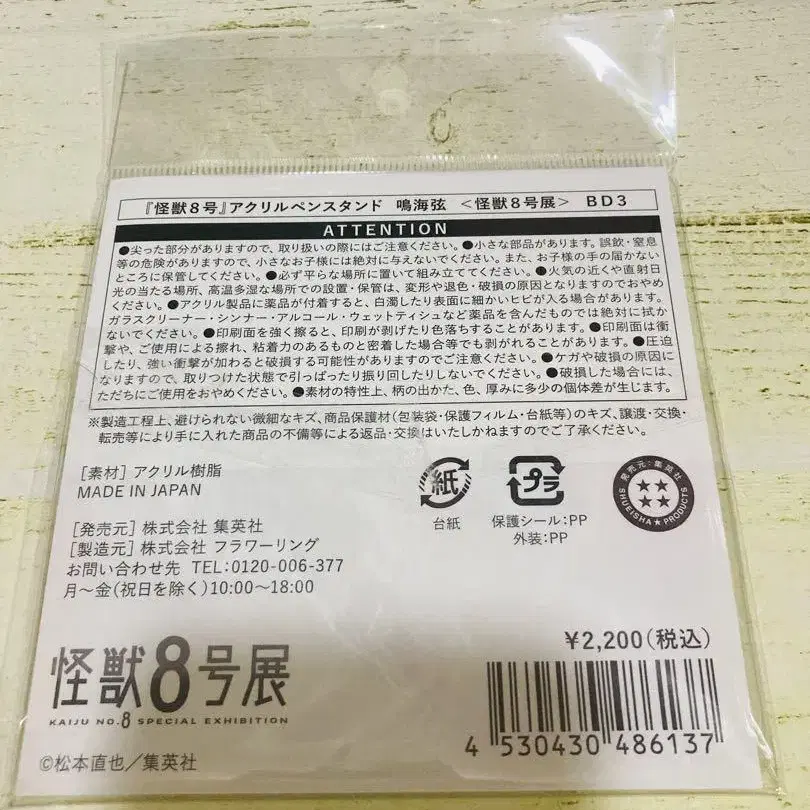 『怪獣8号』アクリルペンスタンド 鳴海弦 <怪獣8号展> BD3
ATTENTION
●尖った部分がありますので、取り扱いの際にはご注意ください。●小さな部品があります。誤飲・窒息
等の危険がありますので、小さなお子様には絶対に与えないでください。また、お子様の手の届かない
ところに保管してください。●必ず平らな場所に置いて組み立ててください。●火気の近くや直射日
光の当たる場所、高温多湿な場所での設置・保管は、変形や退色・破損の原因となりますのでおやめ
ください。●アクリル製品に薬品が付着すると、白濁したり表面に細かいヒビが入る場合があります。
ガラスクリーナー・シンナー・アルコール・ウェットティシュなど薬品を含んだものでは絶対に拭か
ないでください。●印刷面を強く擦ると、印刷が剥げたり色落ちすることがあります。●印刷面は衝
撃や、ご使用による擦れ、粘着力のあるものと密着した場合等でも剥がれることがあります。●圧迫
したり、強い衝撃が加わると破損する可能性がありますのでご注意ください。●ケガや破損の原因に
なりますので、取りつけた状態で引っぱったり振り回したりしないでください。●破損した場合には、
ただちにご使用をおやめください。●素材の特性上、柄の出かた、色、厚みに多少の個体差が生じます。
※製造工程上、避けられない微細なキズ、商品保護材(包装袋・保護フィルム・台紙等)のキズ、譲渡・交換・
転売等により手に入れた商品の不備等による返品・交換はいたしかねますのでご了承ください。
[素材] アクリル樹脂
MADE IN JAPAN
紙
台紙
プラ
保護シール:PP
外装:PP
発売元:集英社
SHUEISHA★PRODUCTS
[発売元] 株式会社 集英社
[製造元] 株式会社 フラワーリング
お問い合わせ先 TEL:0120-006-377
月～金(祝日を除く)10:00～18:00
怪獣8号展
KAIJU NO.8 SPECIAL EXHIBITION
©松本直也/集英社
¥2,200(税込)
4 530430 486137